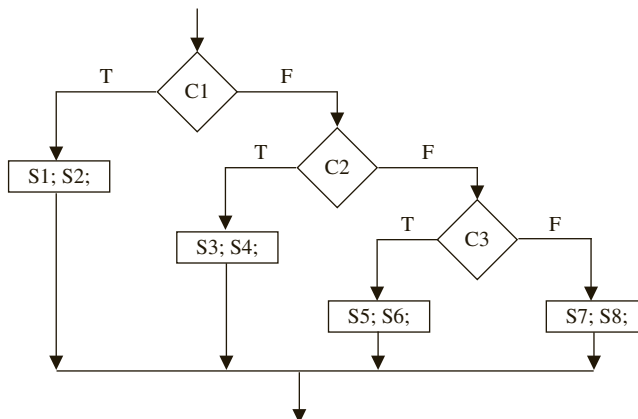 T
F
C1
S1; S2;
T
F
C2
S3; S4;
T
F
C3
S5; S6;
S7; S8;